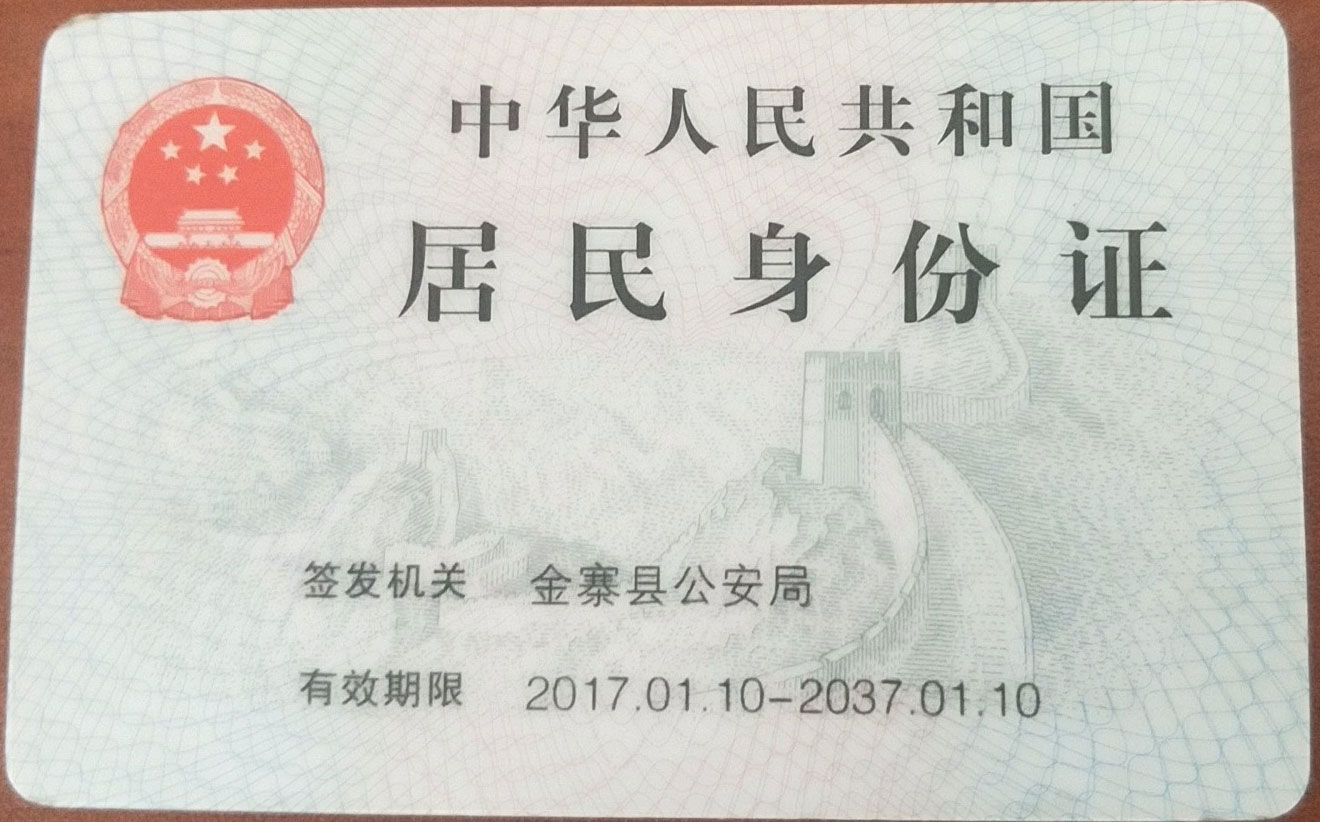 中华人民共和国
居民身份证
签发机关 金寨县公安局
有效期限 2017.01.10-2037.01.10